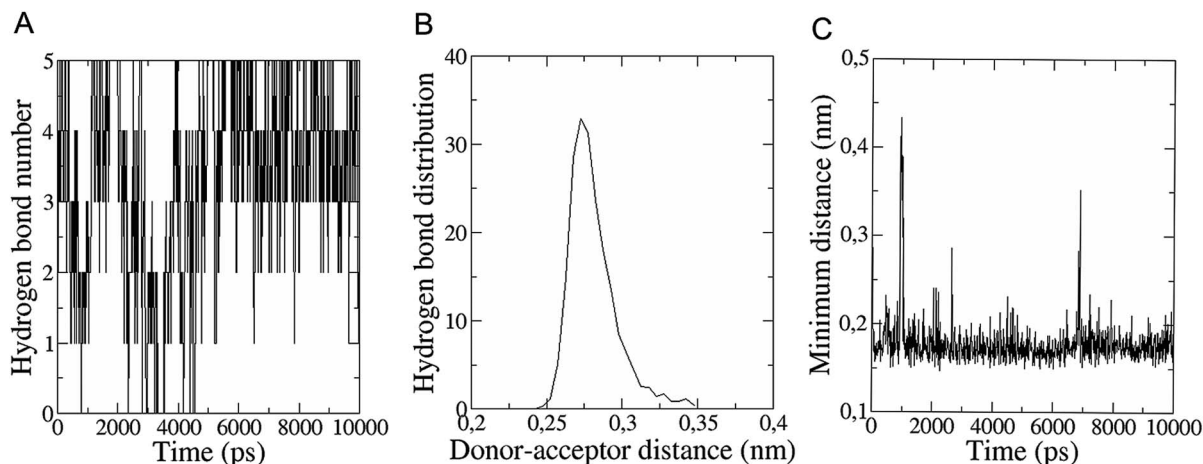 A
Hydrogen bond number
5
4
3
2
1
0
0 2000 4000 6000 8000 10000
Time (ps)
B
Hydrogen bond distribution
40
30
20
10
0
0,2 0,25 0,3 0,35 0,4
Donor-acceptor distance (nm)
C
Minimum distance (nm)
0,5
0,4
0,3
0,2
0,1
2000 4000 6000 8000 10000
Time (ps)